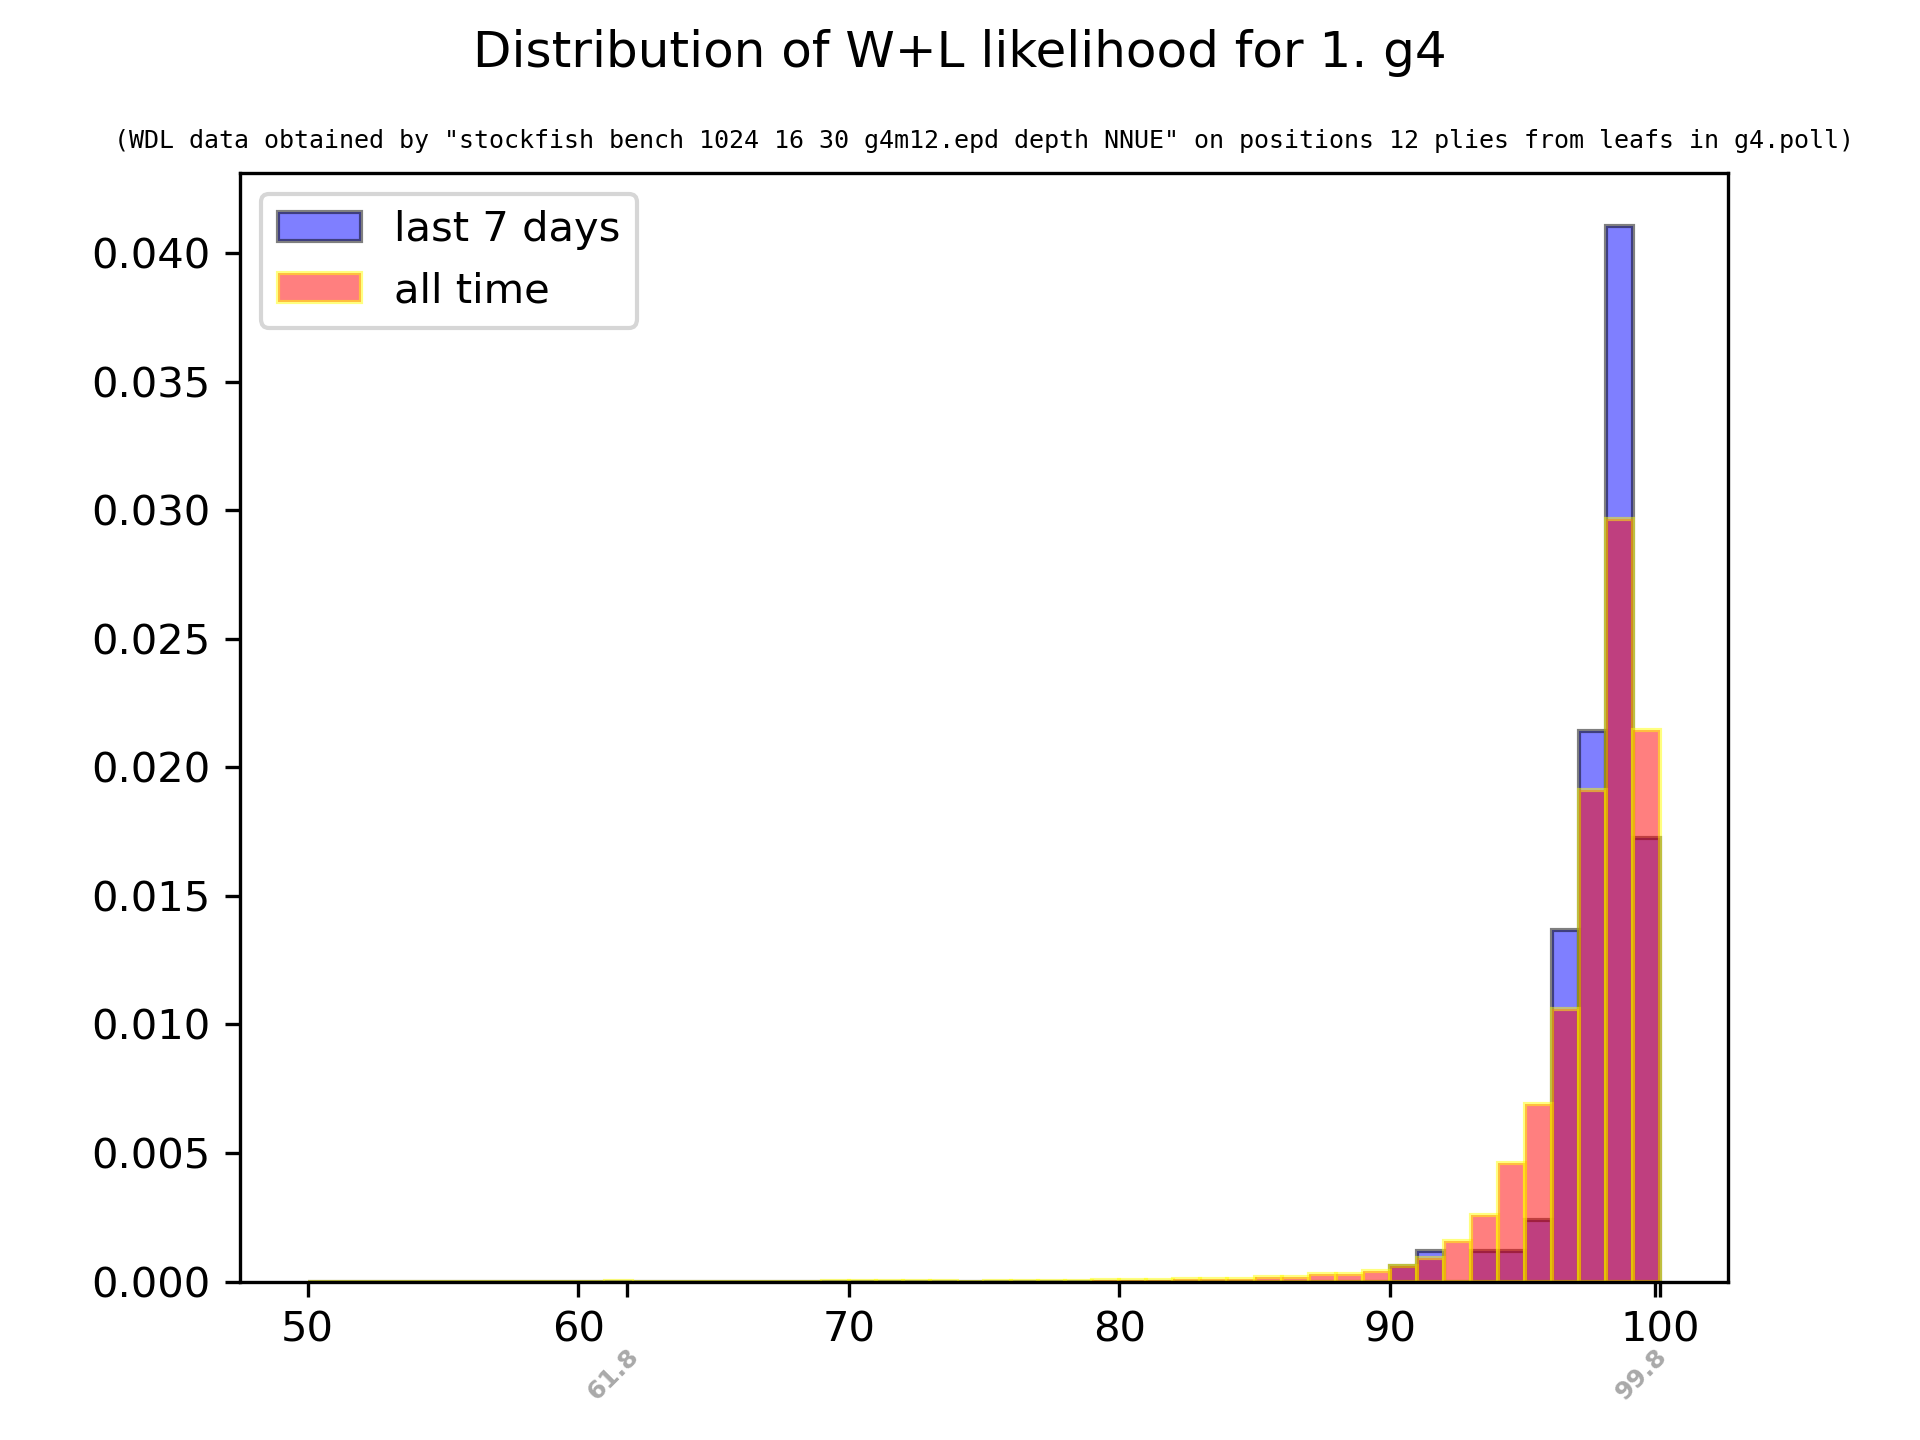 Distribution of W+L likelihood for 1. g4
(WDL data obtained by "stockfish bench 1024 16 30 g4m12.epd depth NNUE" on positions 12 plies from leafs in g4.poll)
last 7 days
all time
0.040
0.035
0.030
0.025
0.020
0.015
0.010
0.005
0.000
50 60 70 80 90 100
61.8 99.8